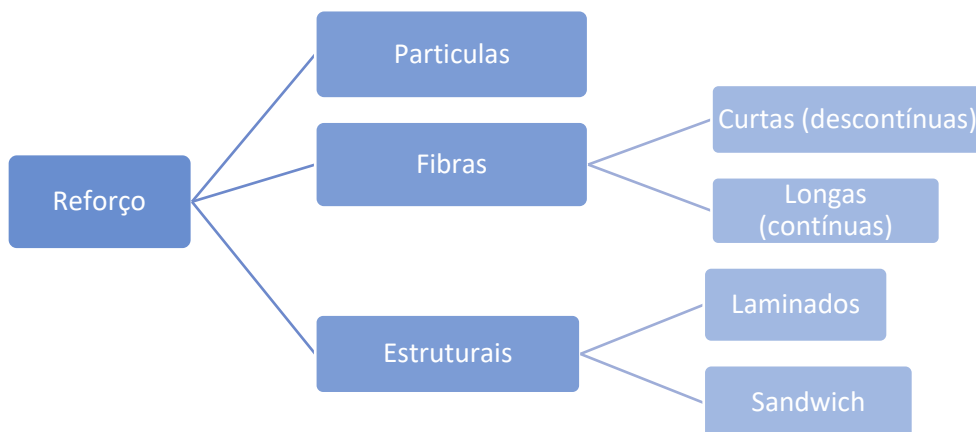 Reforço
Particulas
Fibras
Curtas (descontínuas)
Longas
(contínuas)
Estruturais
Laminados
Sandwich